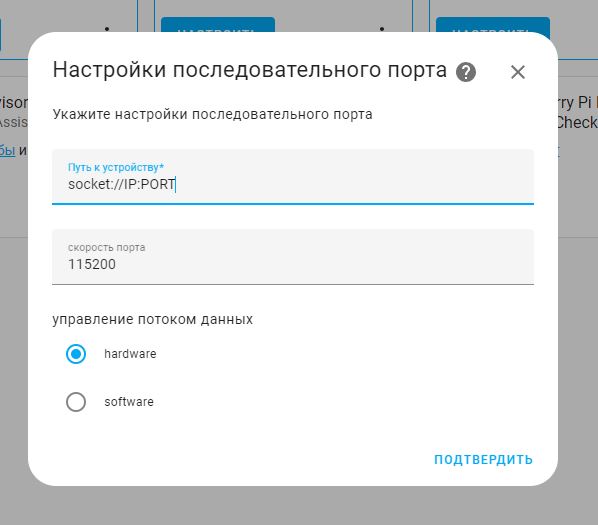 НАСТРОИТЬ
НАСТРОИТЬ
Настройки последовательного порта
Укажите настройки последовательного порта
Путь к устройству*
socket://IP:PORT
скорость порта
115200
управление потоком данных
hardware
software
ПОДТВЕРДИТЬ
visor
Assis
бы и
rry Pi
Check